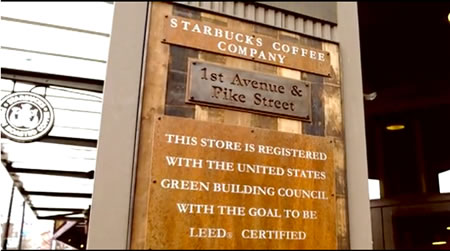 STARBUCKS COFFEE
COMPANY
1st Avenue &
Pike Street
THIS STORE IS REGISTERED
WITH THE UNITED STATES
GREEN BUILDING COUNCIL
WITH THE GOAL TO BE
LEED® CERTIFIED